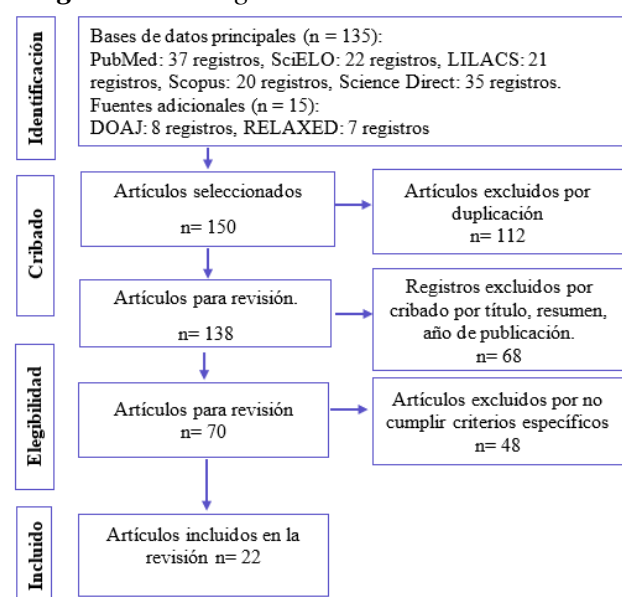 Identificación
Bases de datos principales (n = 135):
PubMed: 37 registros, SciELO: 22 registros, LILACS: 21
registros, Scopus: 20 registros, Science Direct: 35 registros.
Fuentes adicionales (n = 15):
DOAJ: 8 registros, RELAXED: 7 registros
Cribado
Artículos seleccionados
n= 150
Artículos excluidos por
duplicación
n= 112
Artículos para revisión.
n= 138
Registros excluidos por
cribado por título, resumen,
año de publicación.
n= 68
Elegibilidad
Artículos para revisión
n= 70
Artículos excluidos por no
cumplir criterios específicos
n= 48
Incluido
Artículos incluidos en la
revisión n= 22